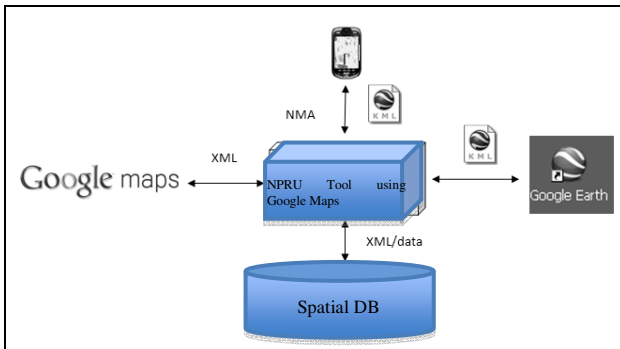 NMA
KML
KML
XML
Google maps
NPRU Tool using
Google Maps
Google Earth
XML/data
Spatial DB